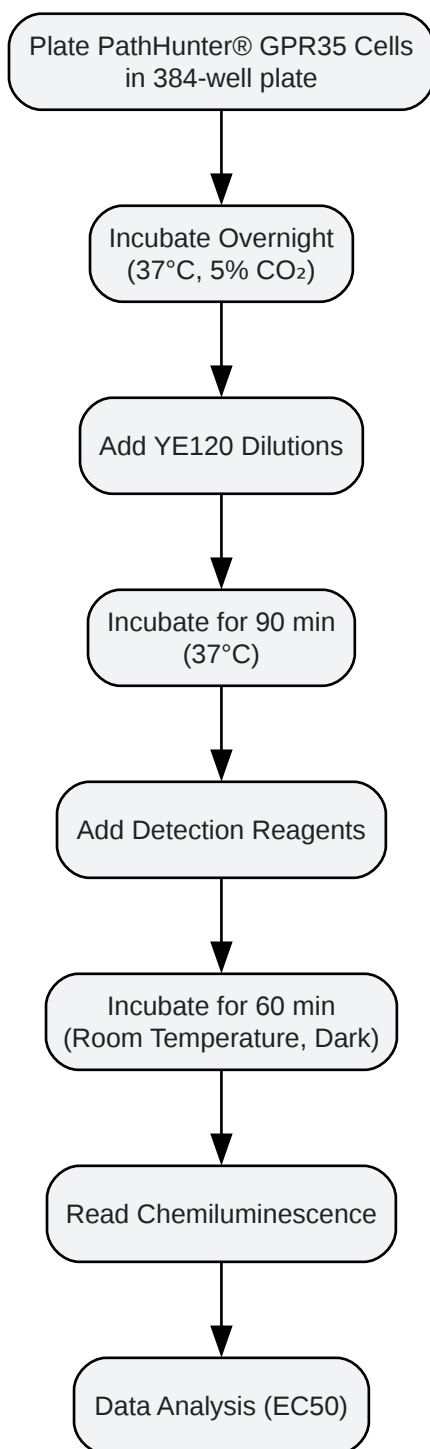 Plate PathHunter® GPR35 Cells
in 384-well plate
Incubate Overnight
(37°C, 5% CO₂)
Add YE120 Dilutions
Incubate for 90 min
(37°C)
Add Detection Reagents
Incubate for 60 min
(Room Temperature, Dark)
Read Chemiluminescence
Data Analysis (EC50)